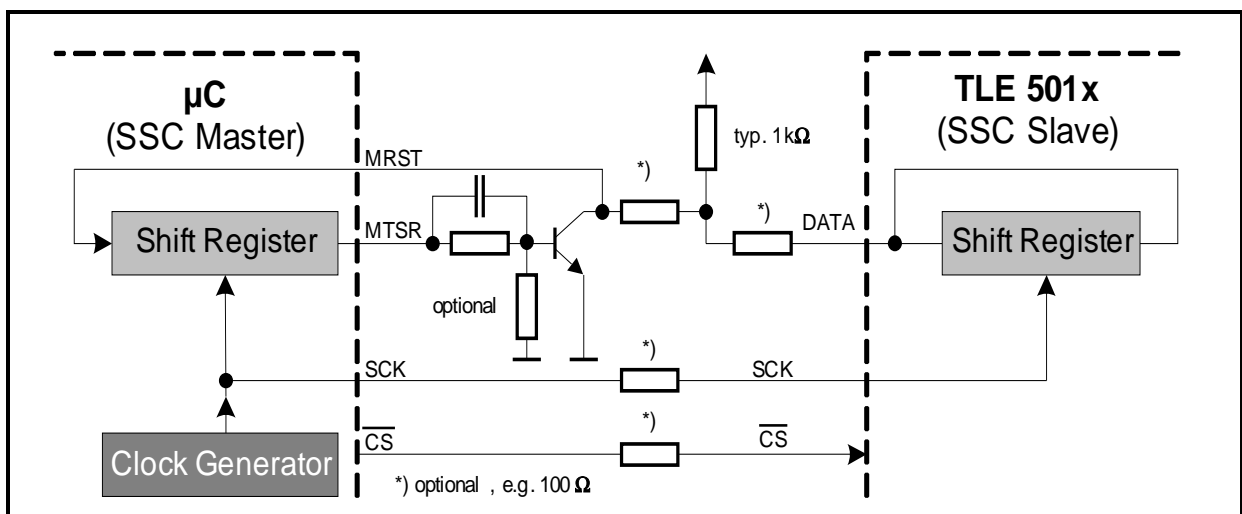 µC
(SSC Master)
TLE 501x
(SSC Slave)
typ. 1kΩ
MRST
*)
*)
MTSR
DATA
Shift Register
Shift Register
optional
*)
SCK
SCK
*)
CS
CS
Clock Generator
*) optional , e.g. 100 Ω